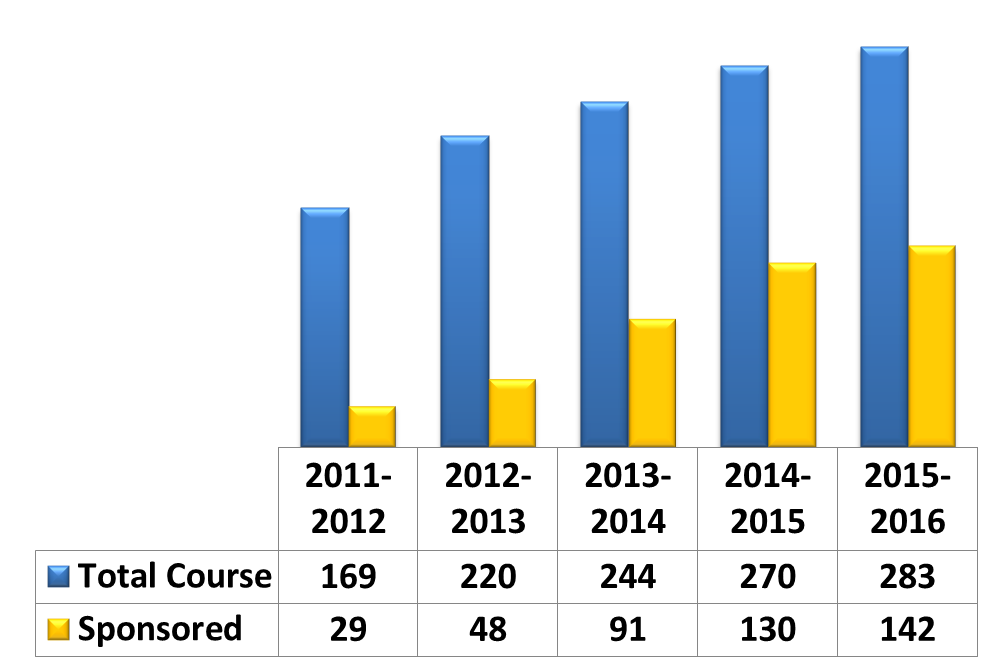 2011- 2012- 2013- 2014- 2015-
2012 2013 2014 2015 2016
Total Course 169 220 244 270 283
Sponsored 29 48 91 130 142